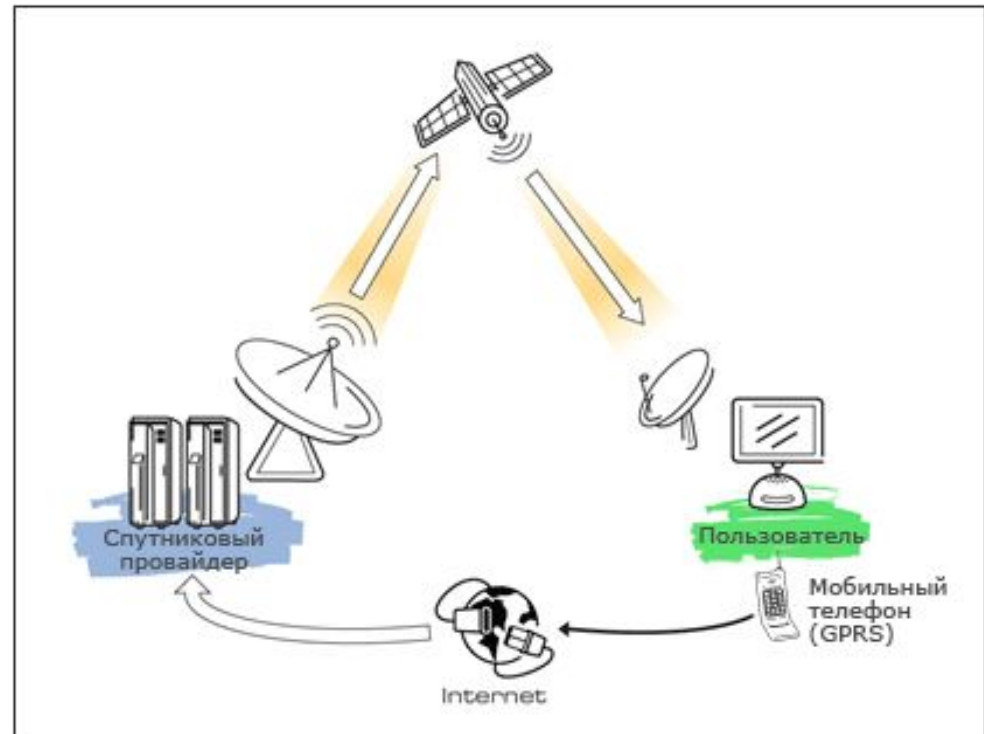 Спутниковый
провайдер
Пользователь
Мобильный
телефон
(GPRS)
Internet